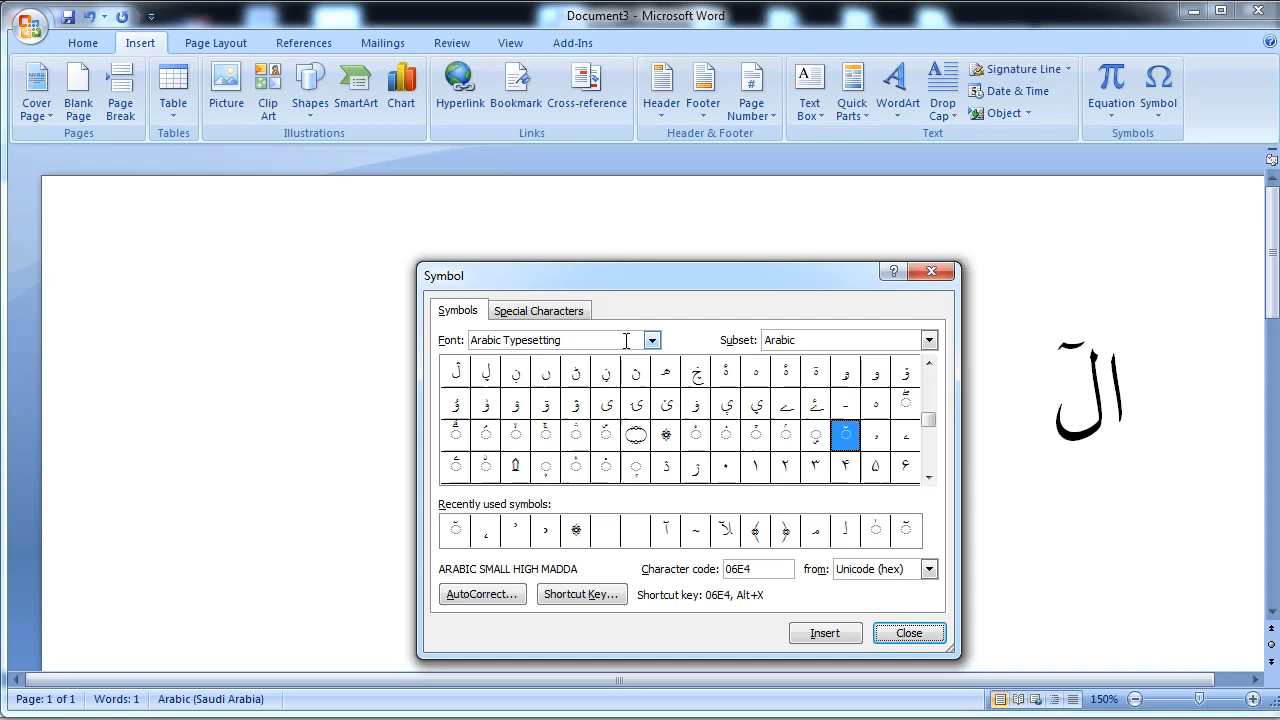 Document3 - Microsoft Word
Home Insert Page Layout References Mailings Review View Add-Ins
Cover Page Blank Page Page Break Table Picture Clip Art Shapes SmartArt Chart Hyperlink Bookmark Cross-reference Header Footer Page Number Text Box Quick Parts WordArt Drop Cap Signature Line Date & Time Object Equation Symbol
Pages Tables Illustrations Links Header & Footer Text Symbols
الۤ
Symbol
Symbols Special Characters
Font: Arabic Typesetting Subset: Arabic
Recently used symbols:
ARABIC SMALL HIGH MADDA Character code: 06E4 from: Unicode (hex)
AutoCorrect... Shortcut Key... Shortcut key: 06E4, Alt+X
Insert Close
Page: 1 of 1 Words: 1 Arabic (Saudi Arabia) 150%